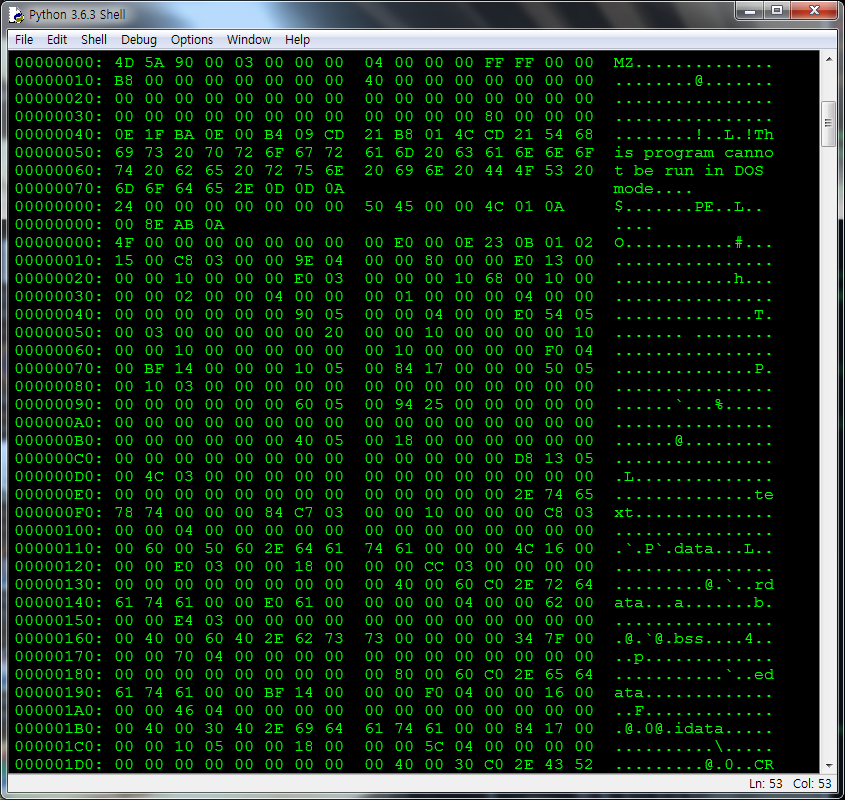 Python 3.6.3 Shell
File Edit Shell Debug Options Window Help
00000000: 4D 5A 90 00 03 00 00 00 04 00 00 00 FF FF 00 00 MZ..............
00000010: B8 00 00 00 00 00 00 00 40 00 00 00 00 00 00 00 ........@.......
00000020: 00 00 00 00 00 00 00 00 00 00 00 00 00 00 00 00 ................
00000030: 00 00 00 00 00 00 00 00 00 00 00 00 80 00 00 00 ................
00000040: 0E 1F BA 0E 00 B4 09 CD 21 B8 01 4C CD 21 54 68 ........!..L.!Th
00000050: 69 73 20 70 72 6F 67 72 61 6D 20 63 61 6E 6E 6F is program canno
00000060: 74 20 62 65 20 72 75 6E 20 69 6E 20 44 4F 53 20 t be run in DOS
00000070: 6D 6F 64 65 2E 0D 0D 0A mode....
00000000: 24 00 00 00 00 00 00 00 50 45 00 00 4C 01 0A $.......PE..L..
00000000: 00 8E AB 0A ....
00000000: 4F 00 00 00 00 00 00 00 00 E0 00 0E 23 0B 01 02 O...........#...
00000010: 15 00 C8 03 00 00 9E 04 00 00 80 00 00 E0 13 00 ................
00000020: 00 00 10 00 00 00 E0 03 00 00 00 10 68 00 10 00 ............h...
00000030: 00 00 02 00 00 04 00 00 00 01 00 00 00 04 00 00 ................
00000040: 00 00 00 00 00 00 90 05 00 00 04 00 00 E0 54 05 ..............T.
00000050: 00 03 00 00 00 00 00 20 00 00 10 00 00 00 00 10 ....... ........
00000060: 00 00 10 00 00 00 00 00 00 10 00 00 00 00 F0 04 ................
00000070: 00 BF 14 00 00 00 10 05 00 84 17 00 00 00 50 05 ..............P.
00000080: 00 10 03 00 00 00 00 00 00 00 00 00 00 00 00 00 ................
00000090: 00 00 00 00 00 00 60 05 00 94 25 00 00 00 00 00 .......`...%.....
000000A0: 00 00 00 00 00 00 00 00 00 00 00 00 00 00 00 00 ................
000000B0: 00 00 00 00 00 00 40 05 00 18 00 00 00 00 00 00 ......@.........
000000C0: 00 00 00 00 00 00 00 00 00 00 00 00 00 D8 13 05 ................
000000D0: 00 4C 03 00 00 00 00 00 00 00 00 00 00 00 00 00 .L..............
000000E0: 00 00 00 00 00 00 00 00 00 00 00 00 00 2E 74 65 ..............te
000000F0: 78 74 00 00 00 84 C7 03 00 00 10 00 00 00 C8 03 xt..............
00000100: 00 00 04 00 00 00 00 00 00 00 00 00 00 00 00 00 ................
00000110: 00 60 00 50 60 2E 64 61 74 61 00 00 00 4C 16 00 .`.P`.data...L..
00000120: 00 00 E0 03 00 00 18 00 00 00 CC 03 00 00 00 00 ................
00000130: 00 00 00 00 00 00 00 00 00 40 00 60 C0 2E 72 64 .........@.`..rd
00000140: 61 74 61 00 00 E0 61 00 00 00 00 04 00 00 62 00 ata...a.......b.
00000150: 00 00 E4 03 00 00 00 00 00 00 00 00 00 00 00 00 ................
00000160: 00 40 00 60 40 2E 62 73 73 00 00 00 00 34 7F 00 .@.`@.bss....4..
00000170: 00 00 70 04 00 00 00 00 00 00 00 00 00 00 00 00 ..p.............
00000180: 00 00 00 00 00 00 00 00 00 80 00 60 C0 2E 65 64 ...........`..ed
00000190: 61 74 61 00 00 BF 14 00 00 00 F0 04 00 00 16 00 ata.............
000001A0: 00 00 46 04 00 00 00 00 00 00 00 00 00 00 00 00 ..F.............
000001B0: 00 40 00 30 40 2E 69 64 61 74 61 00 00 84 17 00 .@.0@.idata.....
000001C0: 00 00 10 05 00 00 18 00 00 00 5C 04 00 00 00 00 ..........\.....
000001D0: 00 00 00 00 00 00 00 00 00 40 00 30 C0 2E 43 52 .........@.0..CR
Ln: 53 Col: 53